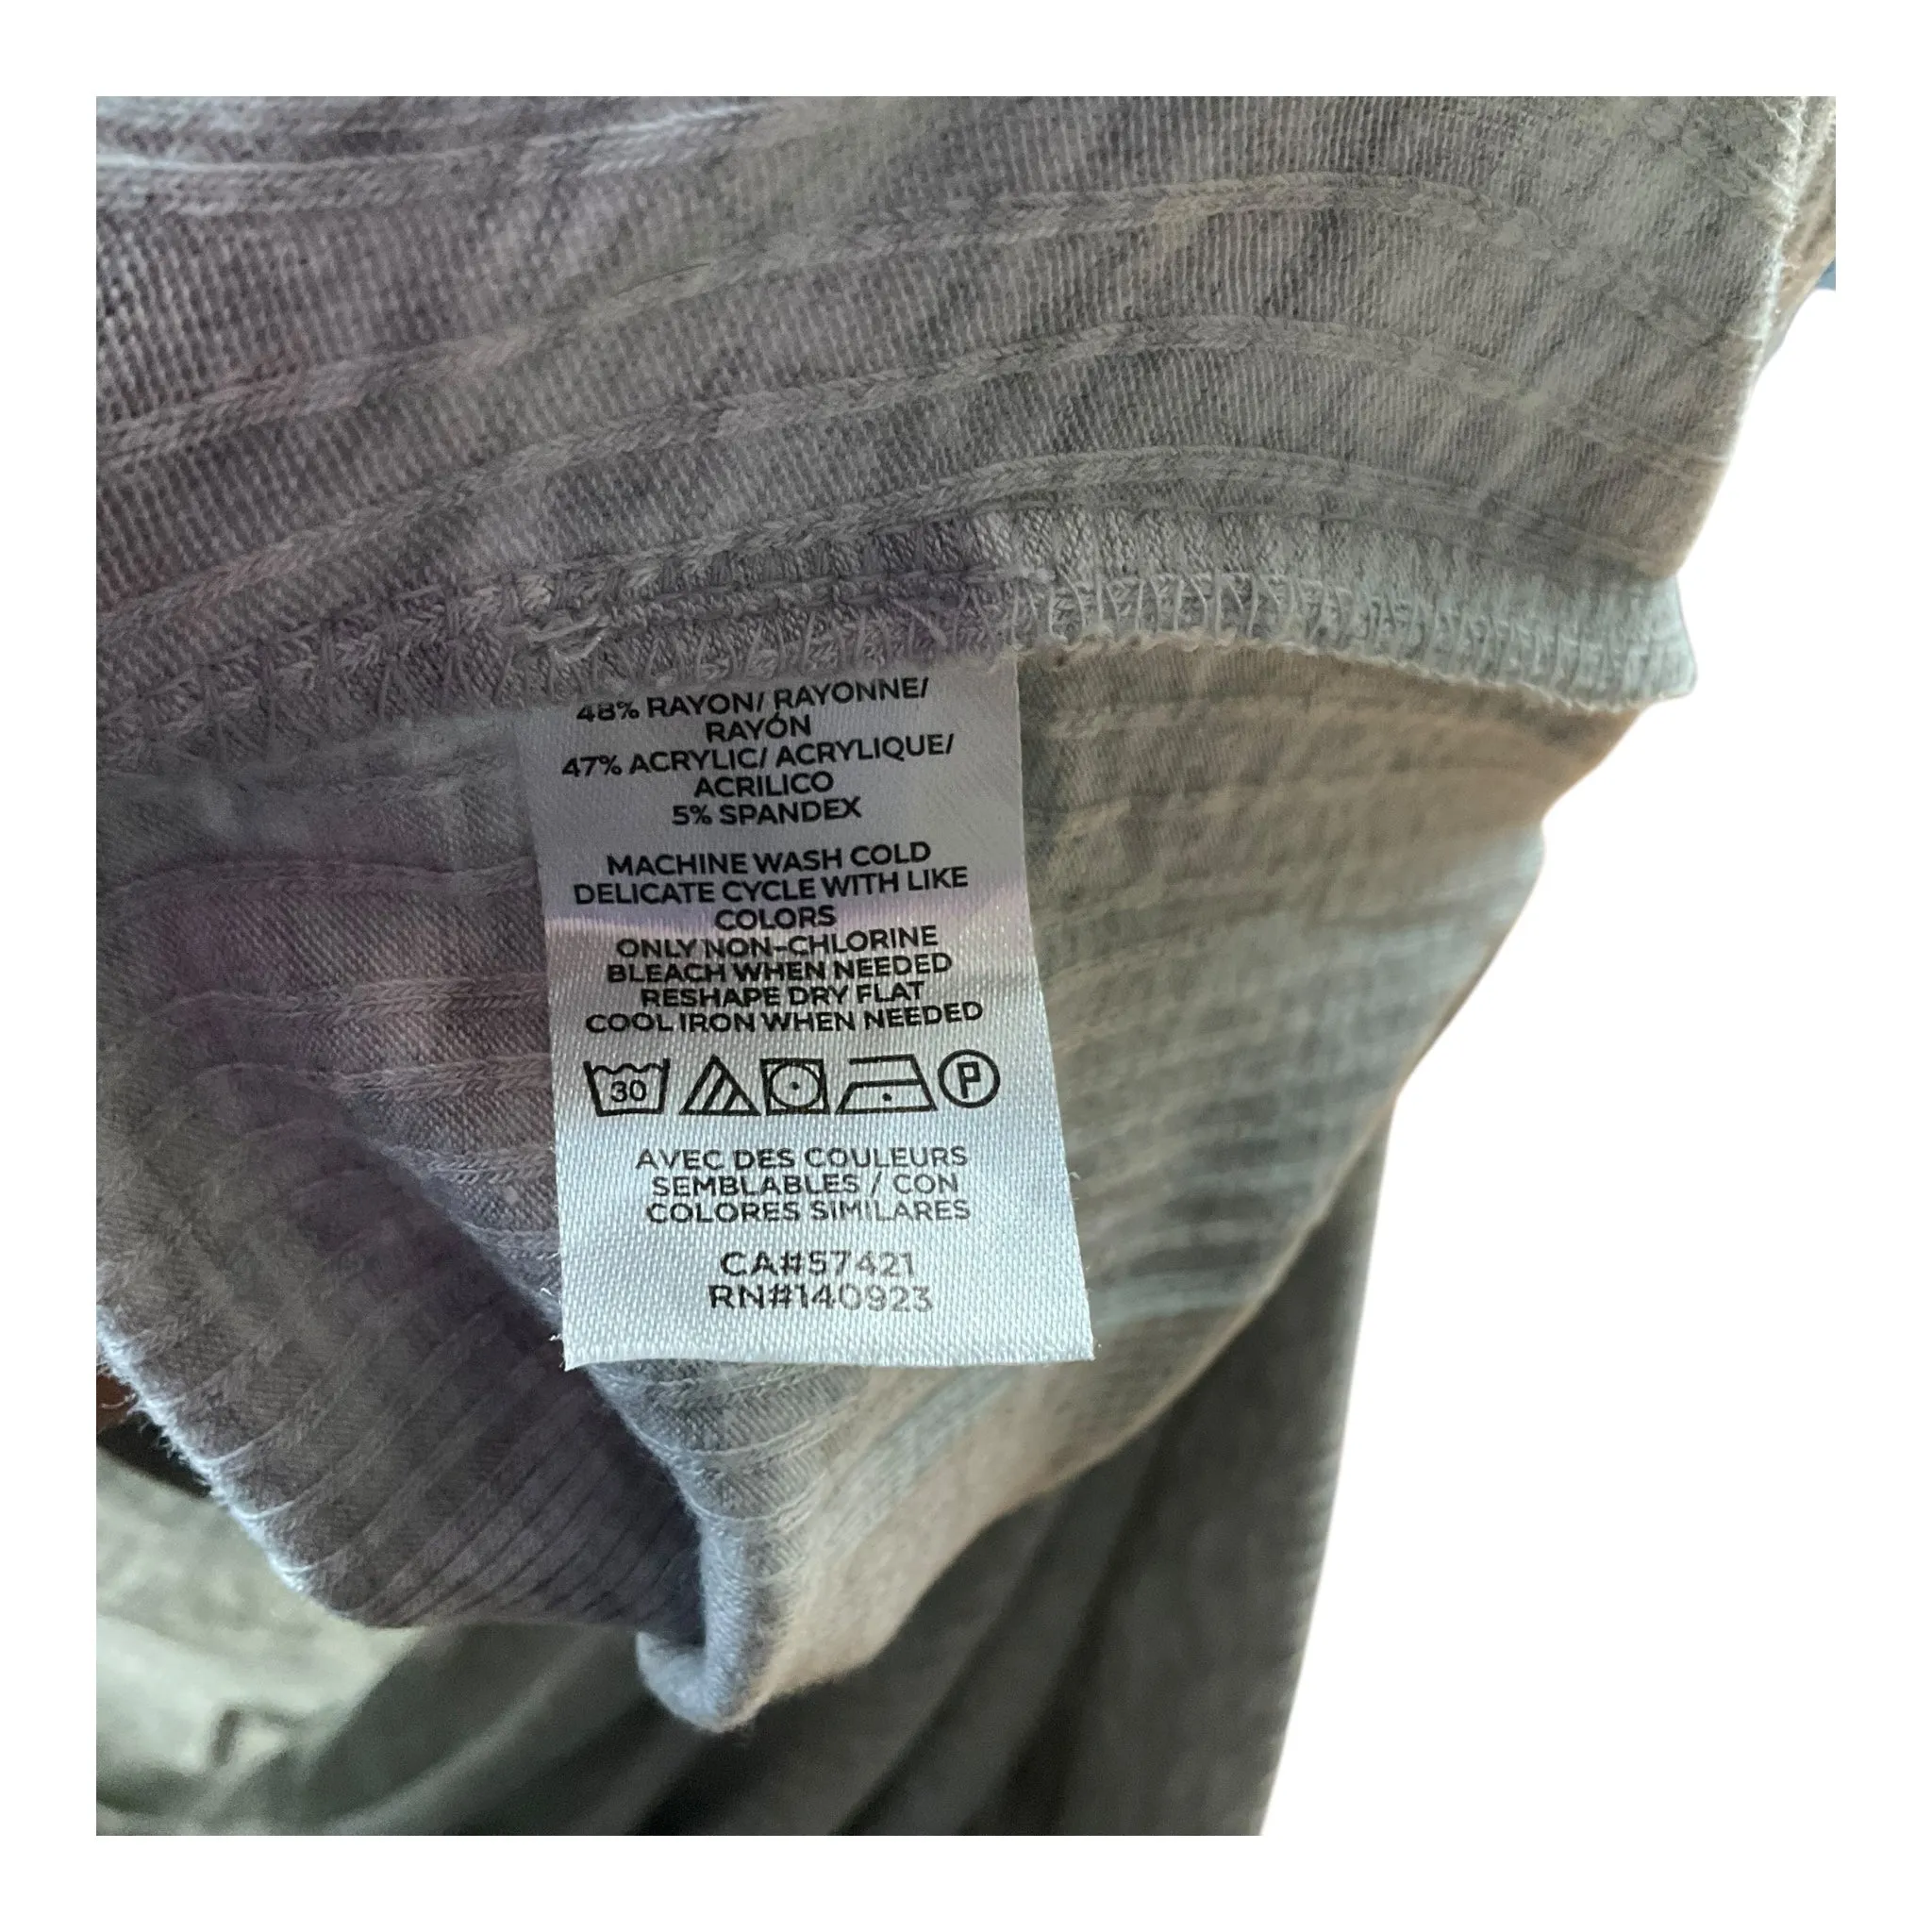 48% RAYON/ RAYONNE/
RAYÓN
47% ACRYLIC/ ACRYLIQUE/
ACRILICO
5% SPANDEX
MACHINE WASH COLD
DELICATE CYCLE WITH LIKE
COLORS
ONLY NON-CHLORINE
BLEACH WHEN NEEDED
RESHAPE DRY FLAT
COOL IRON WHEN NEEDED
30 P
AVEC DES COULEURS
SEMBLABLES / CON
COLORES SIMILARES
CA#57421
RN#140923